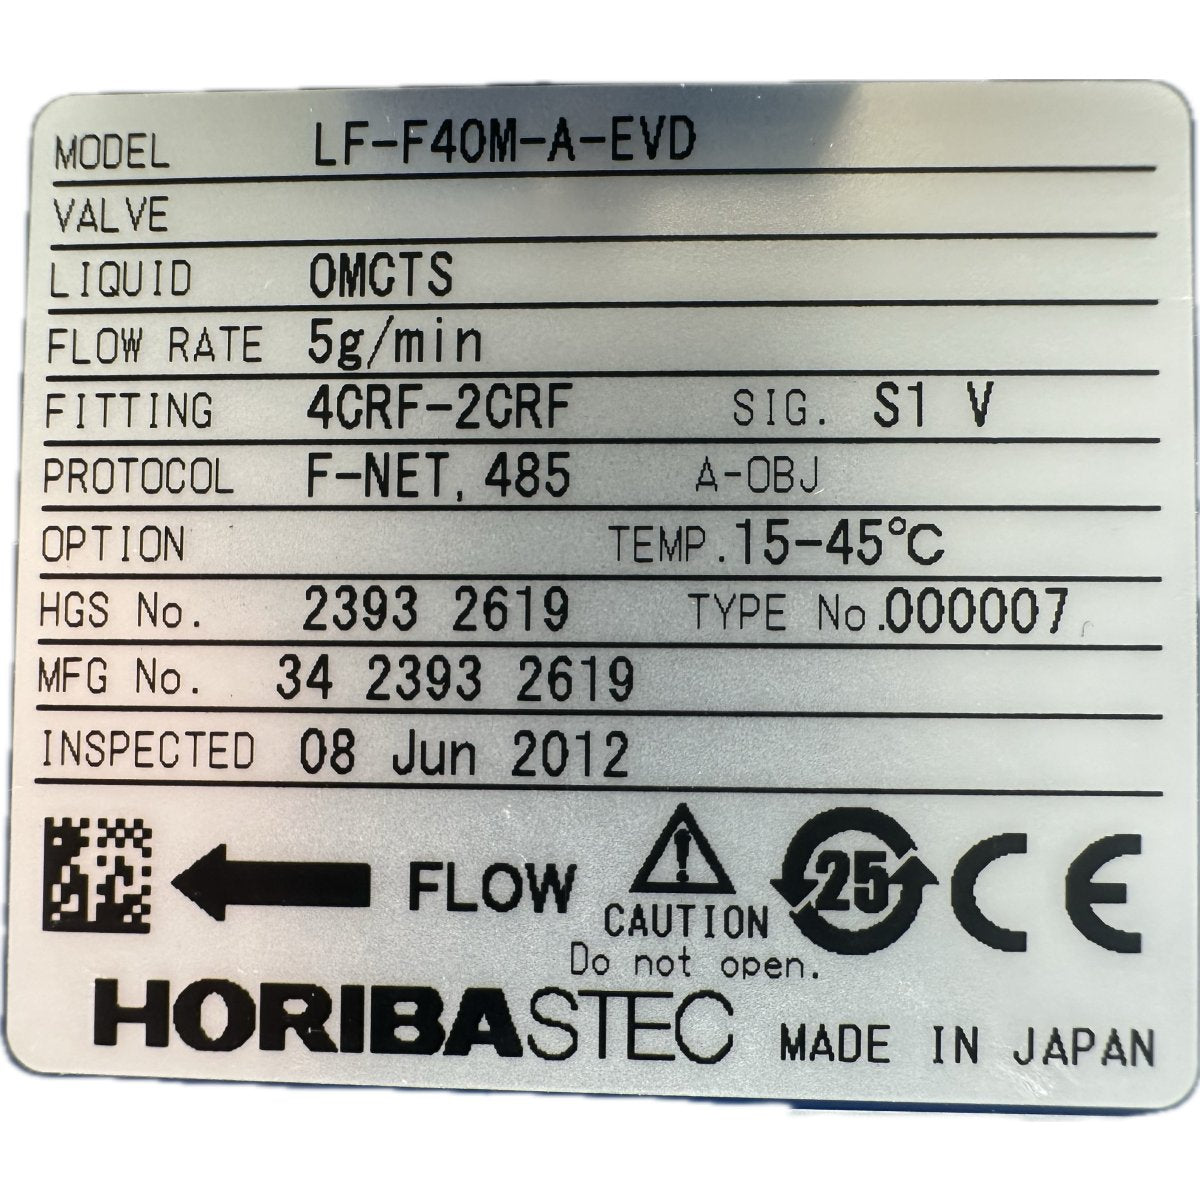 MODEL LF-F40M-A-EVD
VALVE
LIQUID OMCTS
FLOW RATE 5g/min
FITTING 4CRF-2CRF SIG. S1 V
PROTOCOL F-NET, 485 A-OBJ
OPTION TEMP. 15-45℃
HGS No. 2393 2619 TYPE No. 000007
MFG No. 34 2393 2619
INSPECTED 08 Jun 2012
FLOW
CAUTION
Do not open.
25
CE
HORIBASTEC MADE IN JAPAN